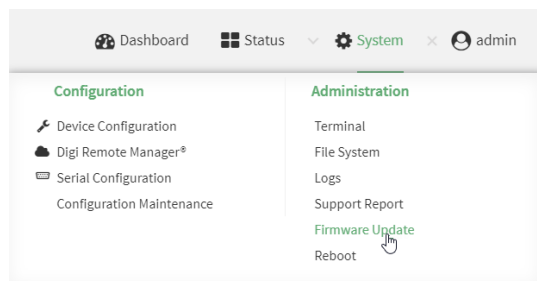 Dashboard Status System admin
Configuration
Device Configuration
Digi Remote Manager®
Serial Configuration
Configuration Maintenance
Administration
Terminal
File System
Logs
Support Report
Firmware Update
Reboot